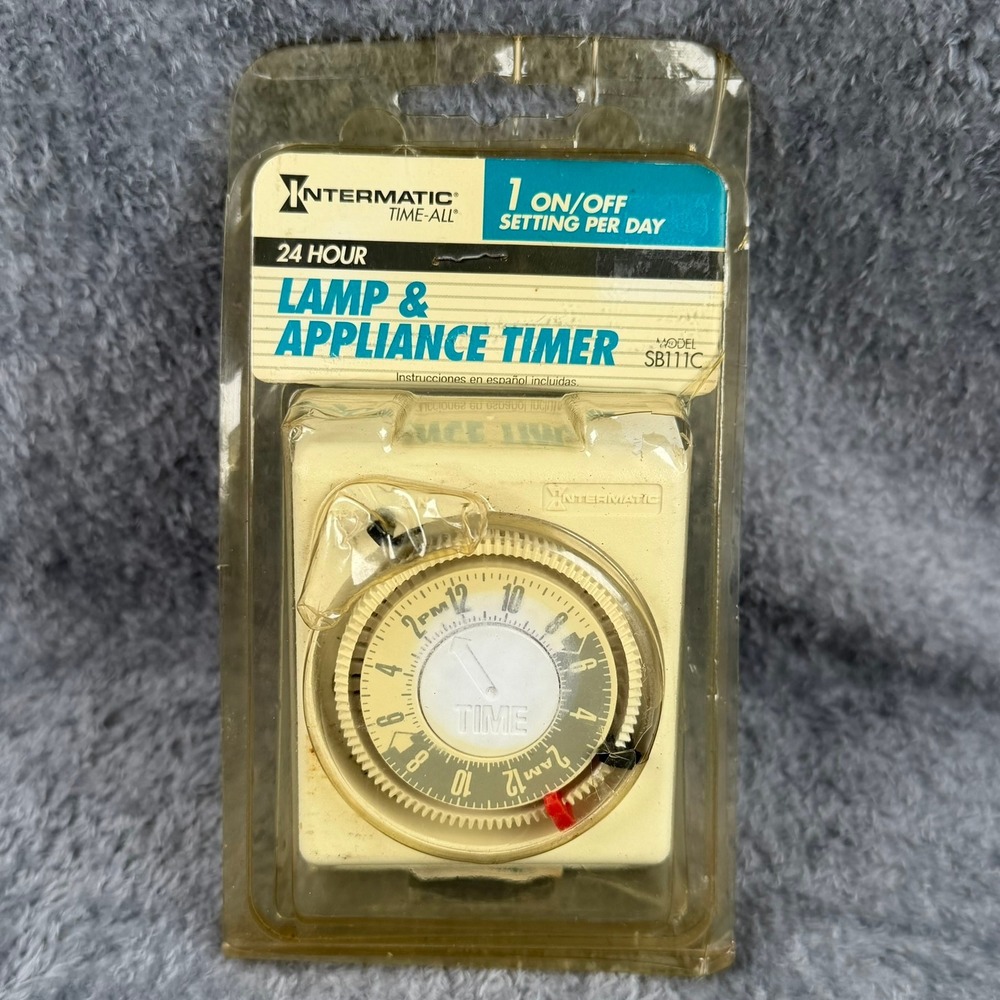 INTERMATIC®
TIME-ALL®
1 ON/OFF
SETTING PER DAY
24 HOUR
LAMP &
APPLIANCE TIMER
MODEL
SB111C
Instrucciones en español incluidas.
INTERMATIC
2 PM 12 10 8 6 4 2 AM 12 10 8 6 4
TIME